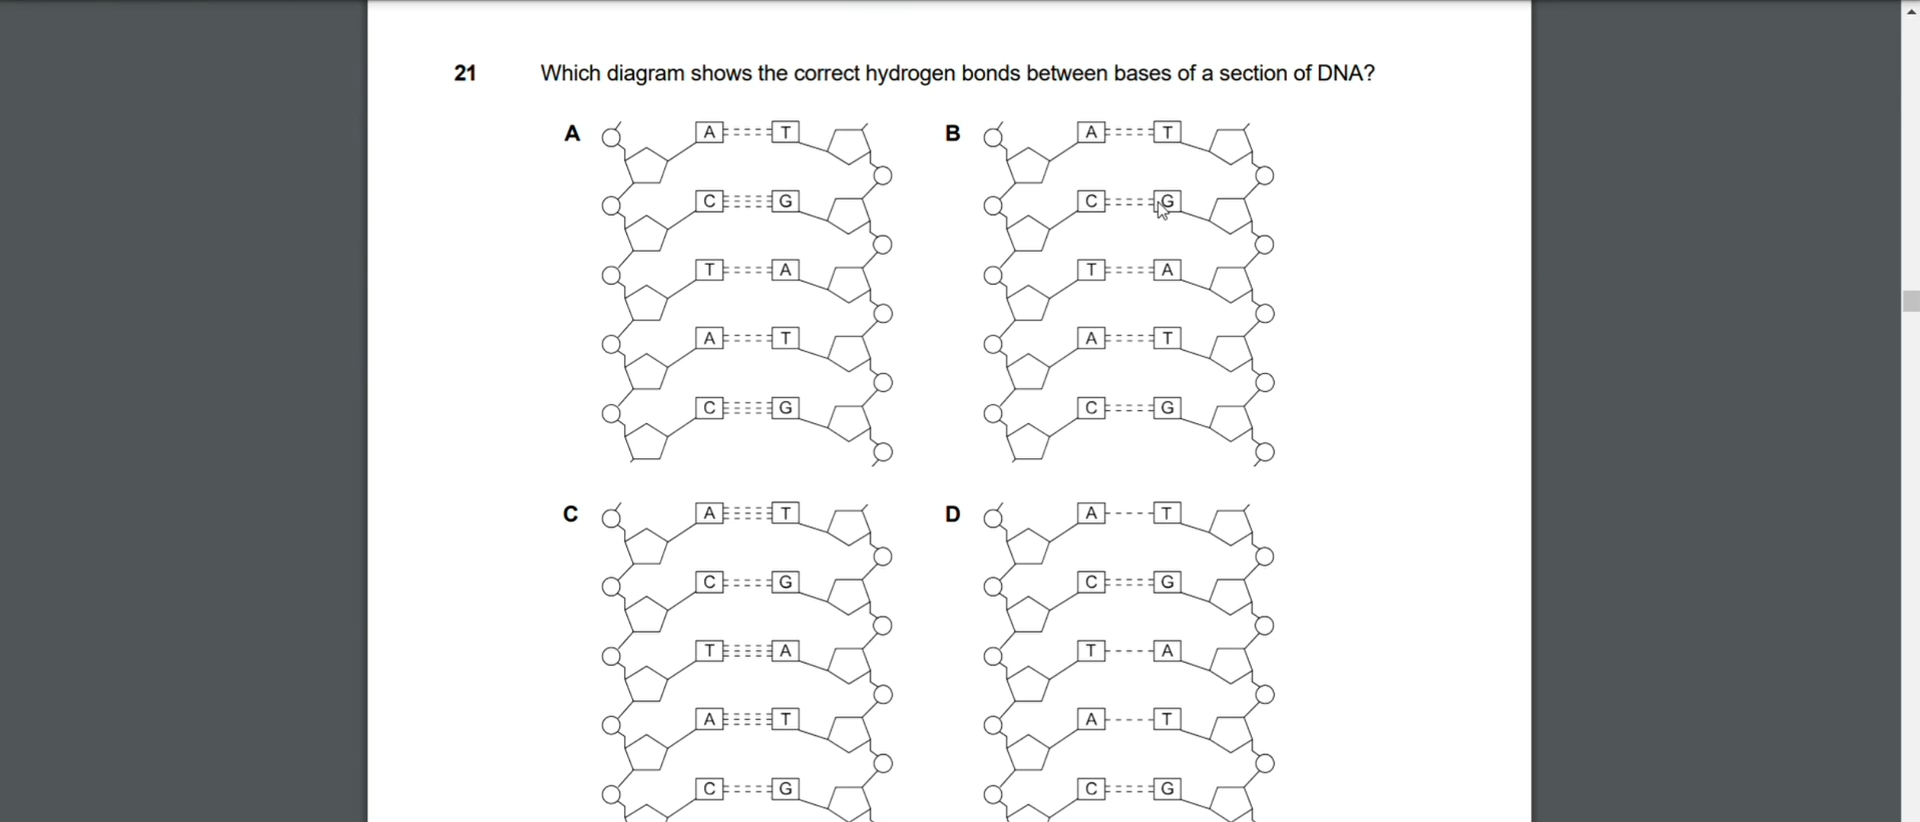 21 Which diagram shows the correct hydrogen bonds between bases of a section of DNA?
A B
A T A T
C G C G
T A T A
A T A T
C G C G
C D
A T A T
C G C G
T A T A
A T A T
C G C G